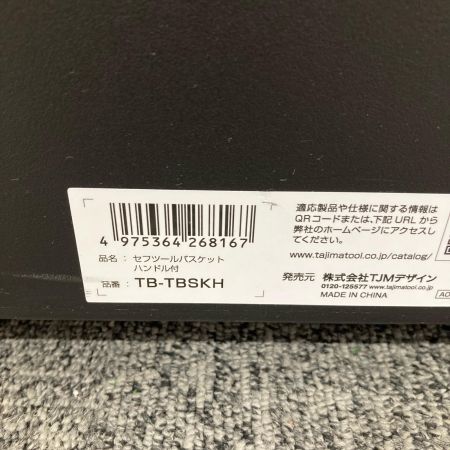 4 975364 268167
品名 : セフツールバスケット
ハンドル付
品番 : TB-TBSKH
適応製品や仕様に関する情報は
QRコードまたは、下記URLから
弊社のホームページにアクセスし
てください。
www.tajimatool.co.jp/catalog/
発売元 株式会社TJMデザイン
0120-125577 www.tajimatool.co.jp
MADE IN CHINA